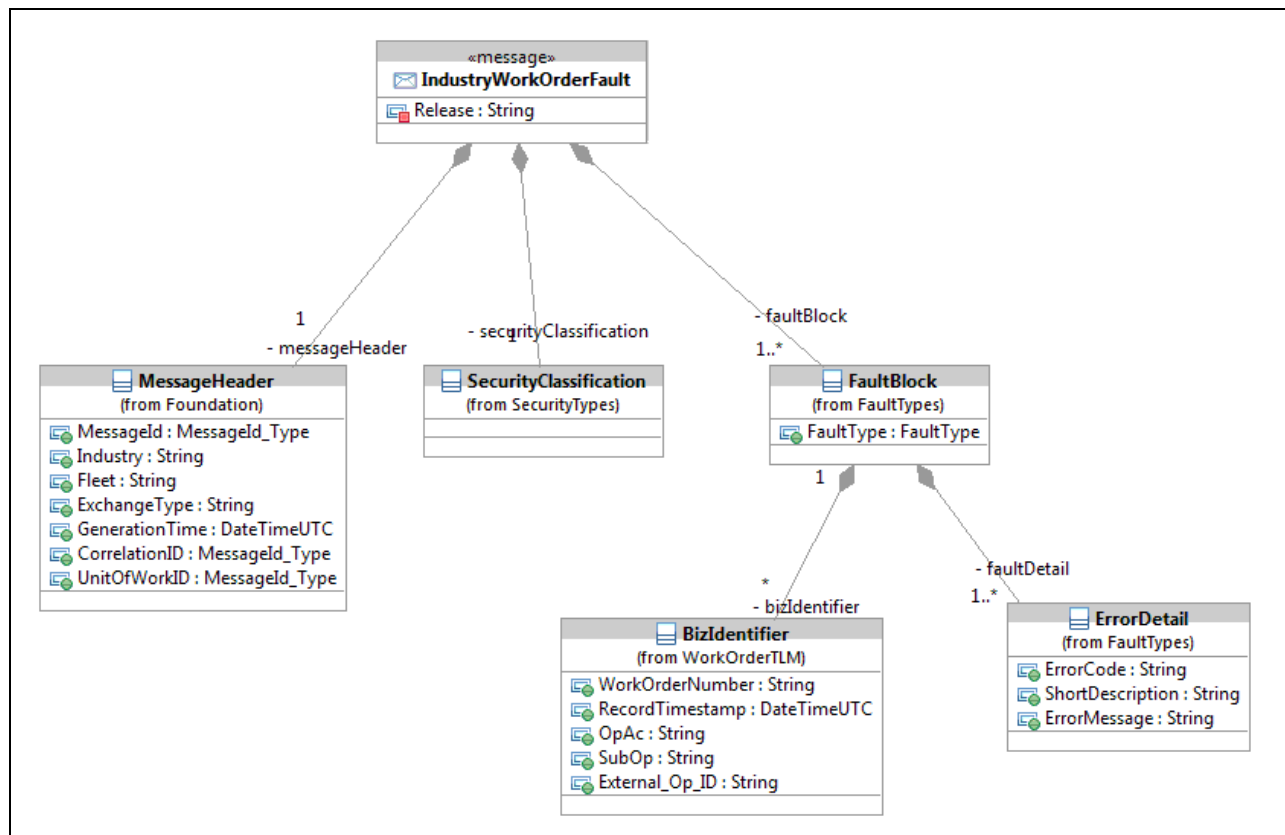 «message»
IndustryWorkOrderFault
Release : String
1
- messageHeader
- securityClassification
1
- faultBlock
1..*
MessageHeader
(from Foundation)
MessageId : MessageId_Type
Industry : String
Fleet : String
ExchangeType : String
GenerationTime : DateTimeUTC
CorrelationID : MessageId_Type
UnitOfWorkID : MessageId_Type
SecurityClassification
(from SecurityTypes)
FaultBlock
(from FaultTypes)
FaultType : FaultType
1
*
- bizIdentifier
- faultDetail
1..*
BizIdentifier
(from WorkOrderTLM)
WorkOrderNumber : String
RecordTimestamp : DateTimeUTC
OpAc : String
SubOp : String
External_Op_ID : String
ErrorDetail
(from FaultTypes)
ErrorCode : String
ShortDescription : String
ErrorMessage : String